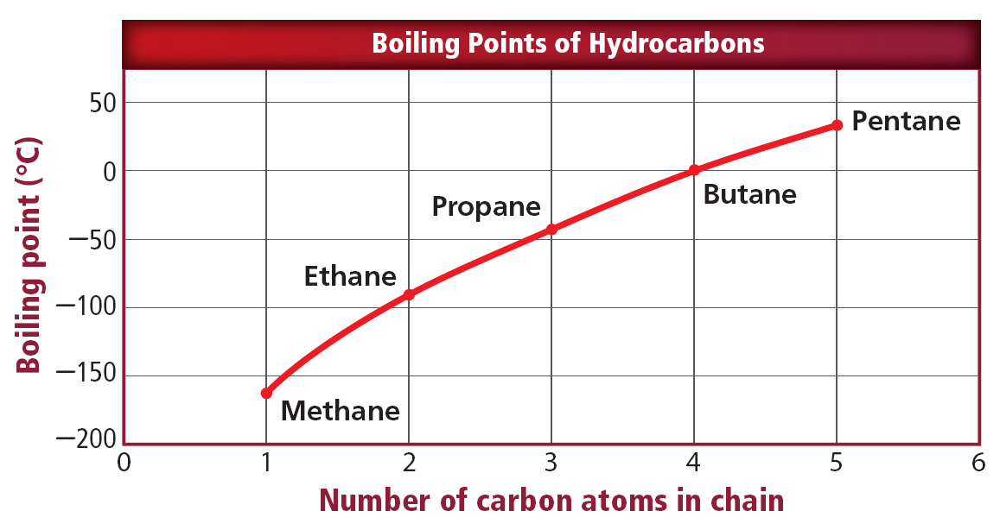 Boiling Points of Hydrocarbons
Boiling point (°C)
50
0
−50
−100
−150
−200
Pentane
Butane
Propane
Ethane
Methane
0 1 2 3 4 5 6
Number of carbon atoms in chain